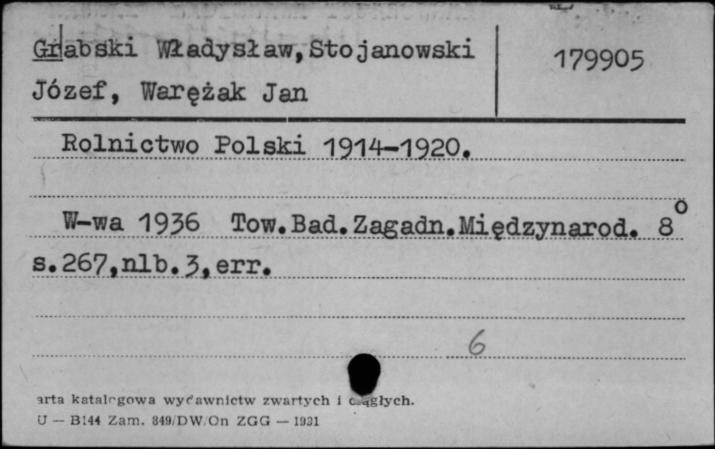 Grabski Władysław, Stojanowski
179905
Józef, Warężak Jan
Rolnictwo Polski 1914-1920.
W-wa 1936 Tow.Bad.Zagadn.Międzynarod. 8°
s.267,nlb.3,err.
6
arta katalogowa wydawnictw zwartych i ciągłych.
U — B144 Zam. 849/DW/On ZGG — 1931